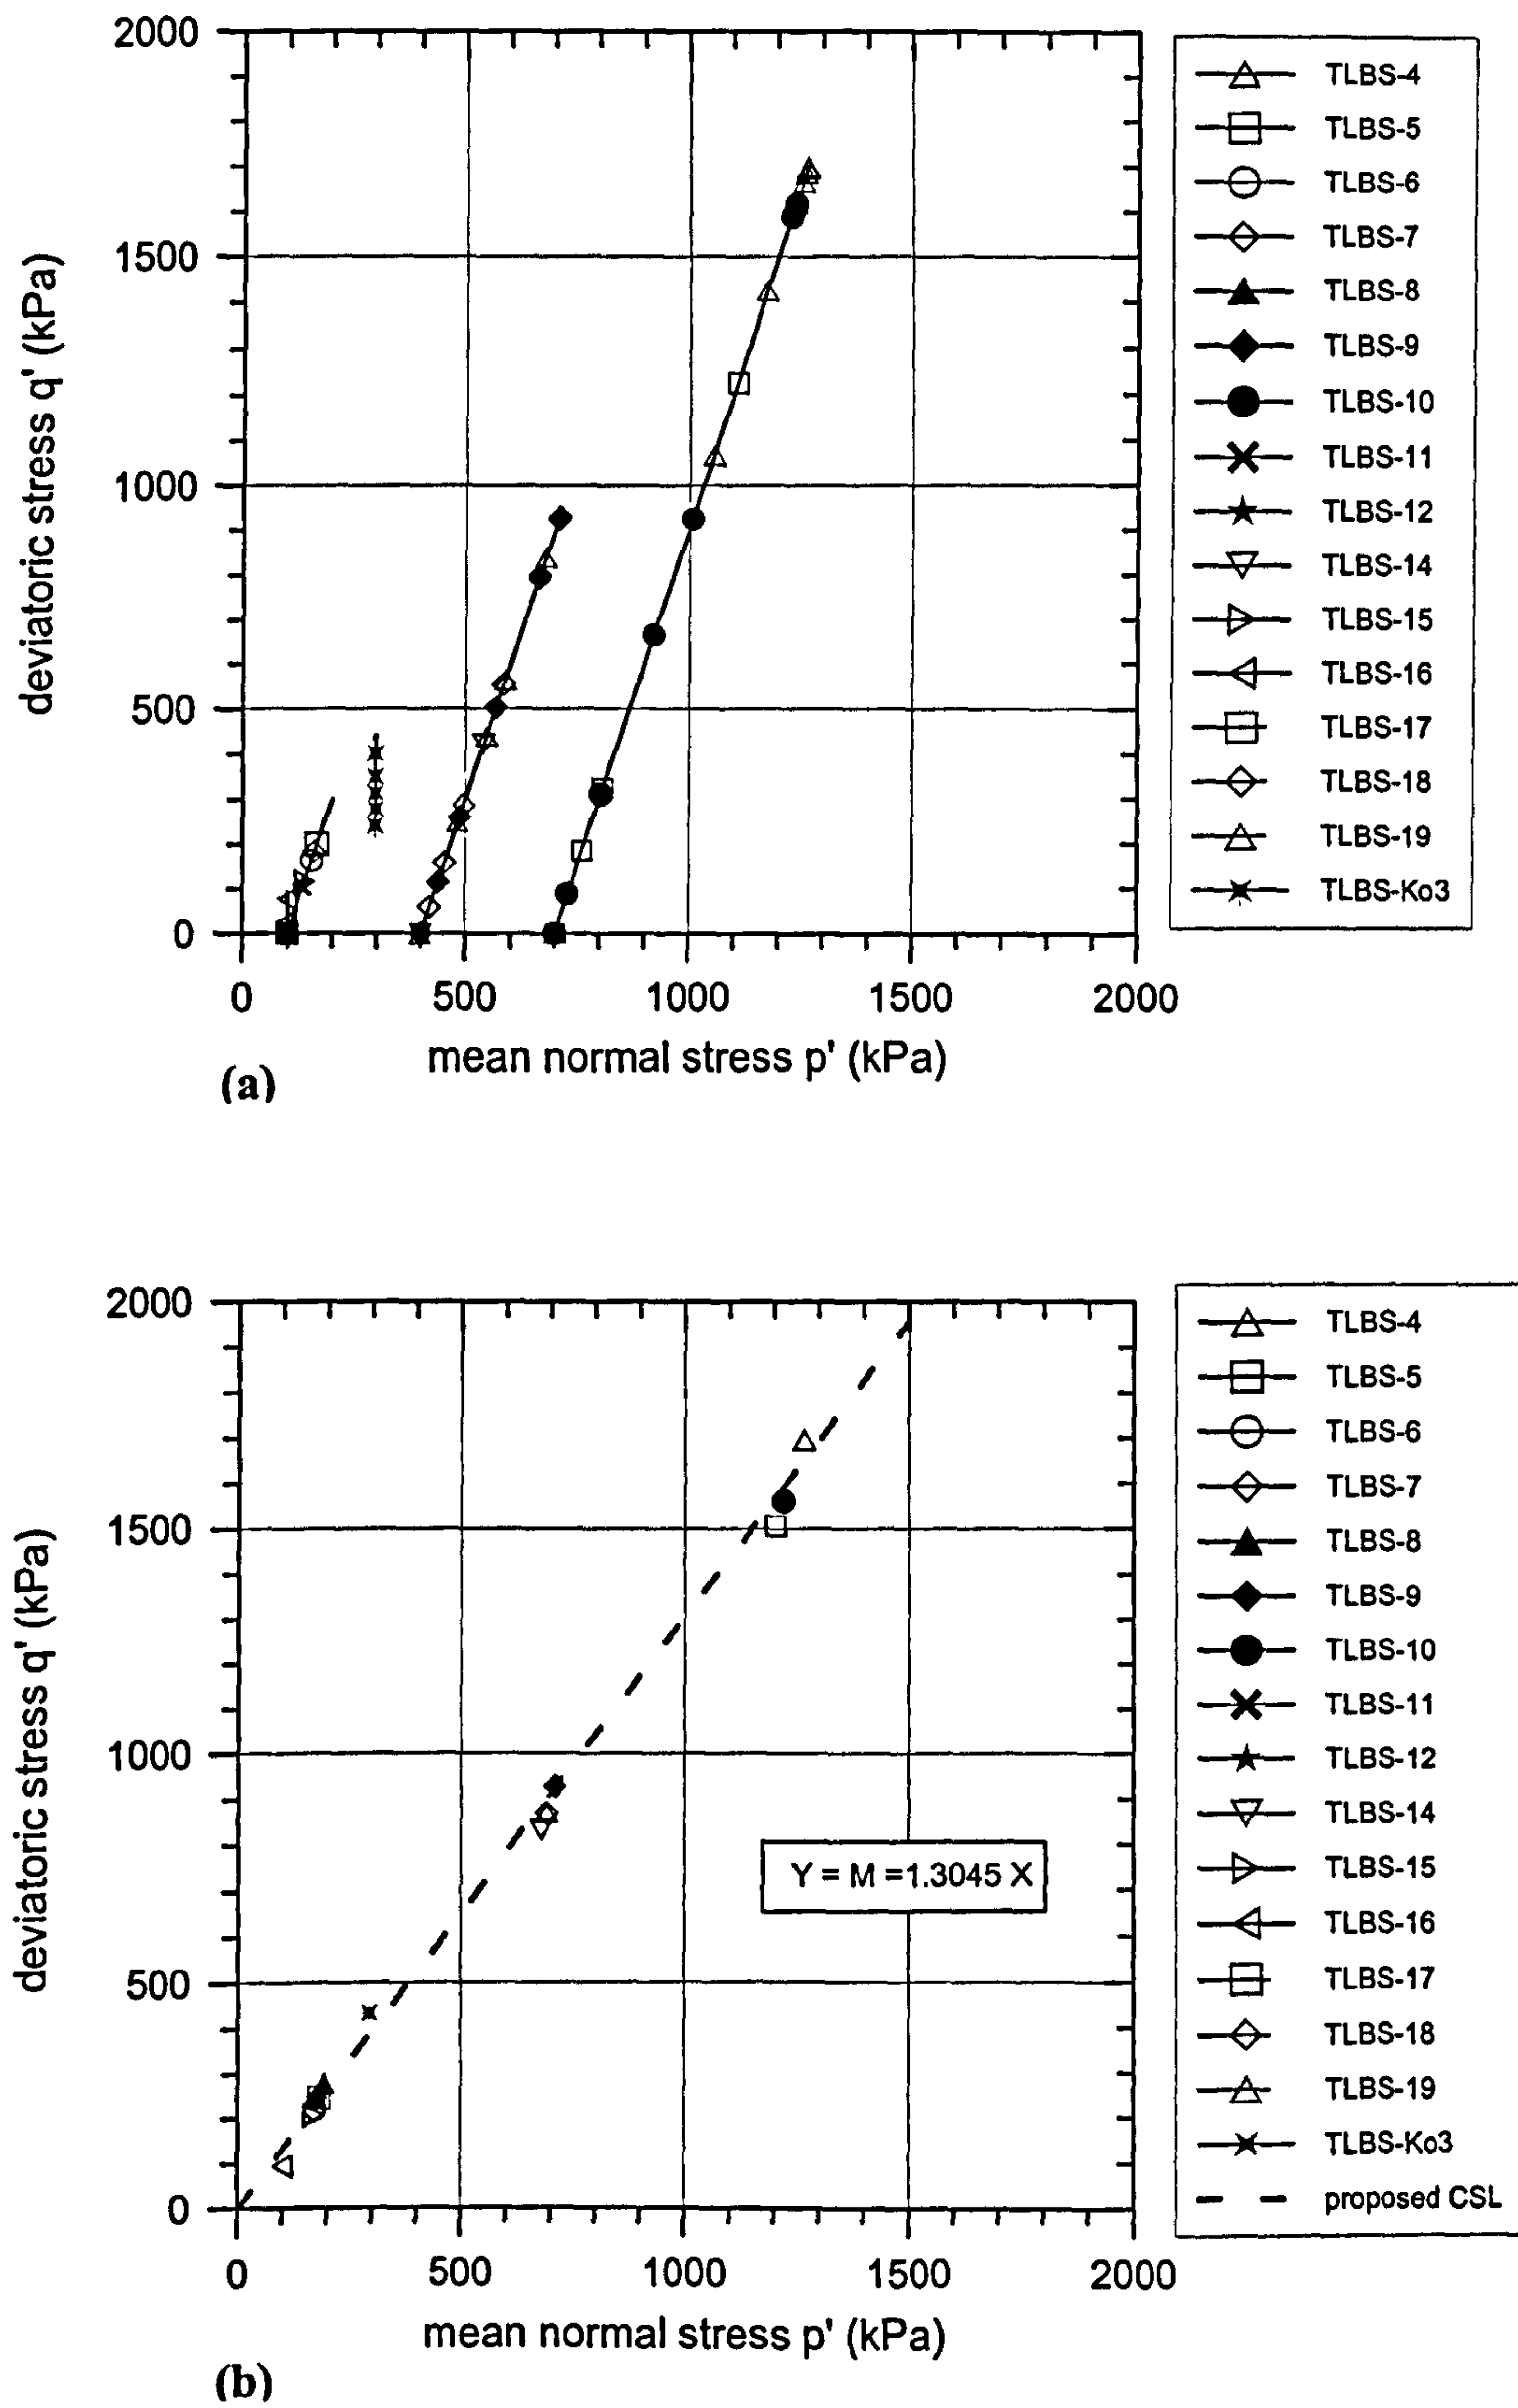 2000
1500
1000
500
0
deviatoric stress q' (kPa)
0 500 1000 1500 2000
mean normal stress p' (kPa)
(a)
TLBS-4
TLBS-5
TLBS-6
TLBS-7
TLBS-8
TLBS-9
TLBS-10
TLBS-11
TLBS-12
TLBS-14
TLBS-15
TLBS-16
TLBS-17
TLBS-18
TLBS-19
TLBS-Ko3
2000
1500
1000
500
0
deviatoric stress q' (kPa)
Y = M =1.3045 X
0 500 1000 1500 2000
mean normal stress p' (kPa)
(b)
TLBS-4
TLBS-5
TLBS-6
TLBS-7
TLBS-8
TLBS-9
TLBS-10
TLBS-11
TLBS-12
TLBS-14
TLBS-15
TLBS-16
TLBS-17
TLBS-18
TLBS-19
TLBS-Ko3
proposed CSL